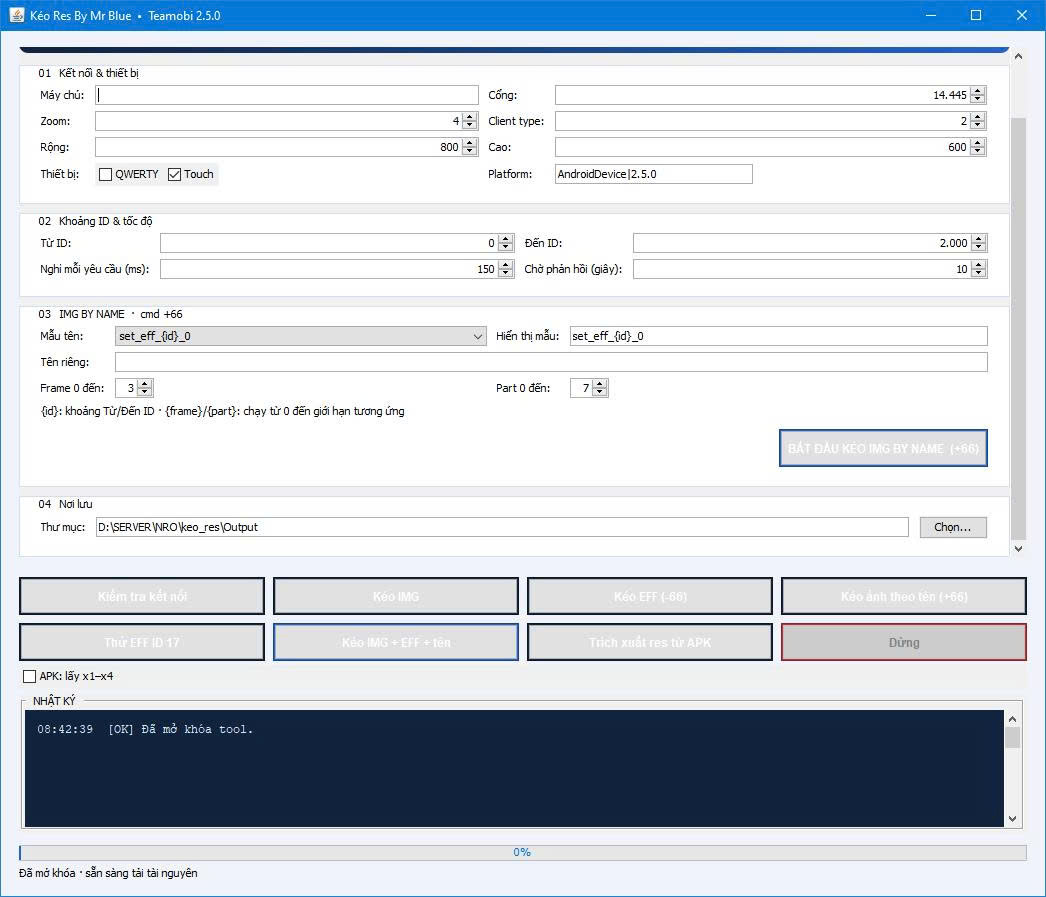 Kéo Res By Mr Blue • Teamobi 2.5.0
01 Kết nối & thiết bị
Máy chủ: Cổng: 14.445
Zoom: 4 Client type: 2
Rộng: 800 Cao: 600
Thiết bị: QWERTY Touch Platform: AndroidDevice|2.5.0
02 Khoảng ID & tốc độ
Từ ID: 0 Đến ID: 2.000
Nghỉ mỗi yêu cầu (ms): 150 Chờ phản hồi (giây): 10
03 IMG BY NAME · cmd +66
Mẫu tên: set_eff_{id}_0 Hiển thị mẫu: set_eff_{id}_0
Tên riêng:
Frame 0 đến: 3 Part 0 đến: 7
{id}: khoảng Từ/Đến ID · {frame}/{part}: chạy từ 0 đến giới hạn tương ứng
BẮT ĐẦU KÉO IMG BY NAME (+66)
04 Nơi lưu
Thư mục: D:\SERVER\NRO\keo_res\Output Chọn...
Kiểm tra kết nối Kéo IMG Kéo EFF (-66) Kéo ảnh theo tên (+66)
Thử EFF ID 17 Kéo IMG + EFF + tên Trích xuất res từ APK Dừng
APK: lấy x1–x4
NHẬT KÝ
08:42:39 [OK] Đã mở khóa tool.
0%
Đã mở khóa · sẵn sàng tải tài nguyên